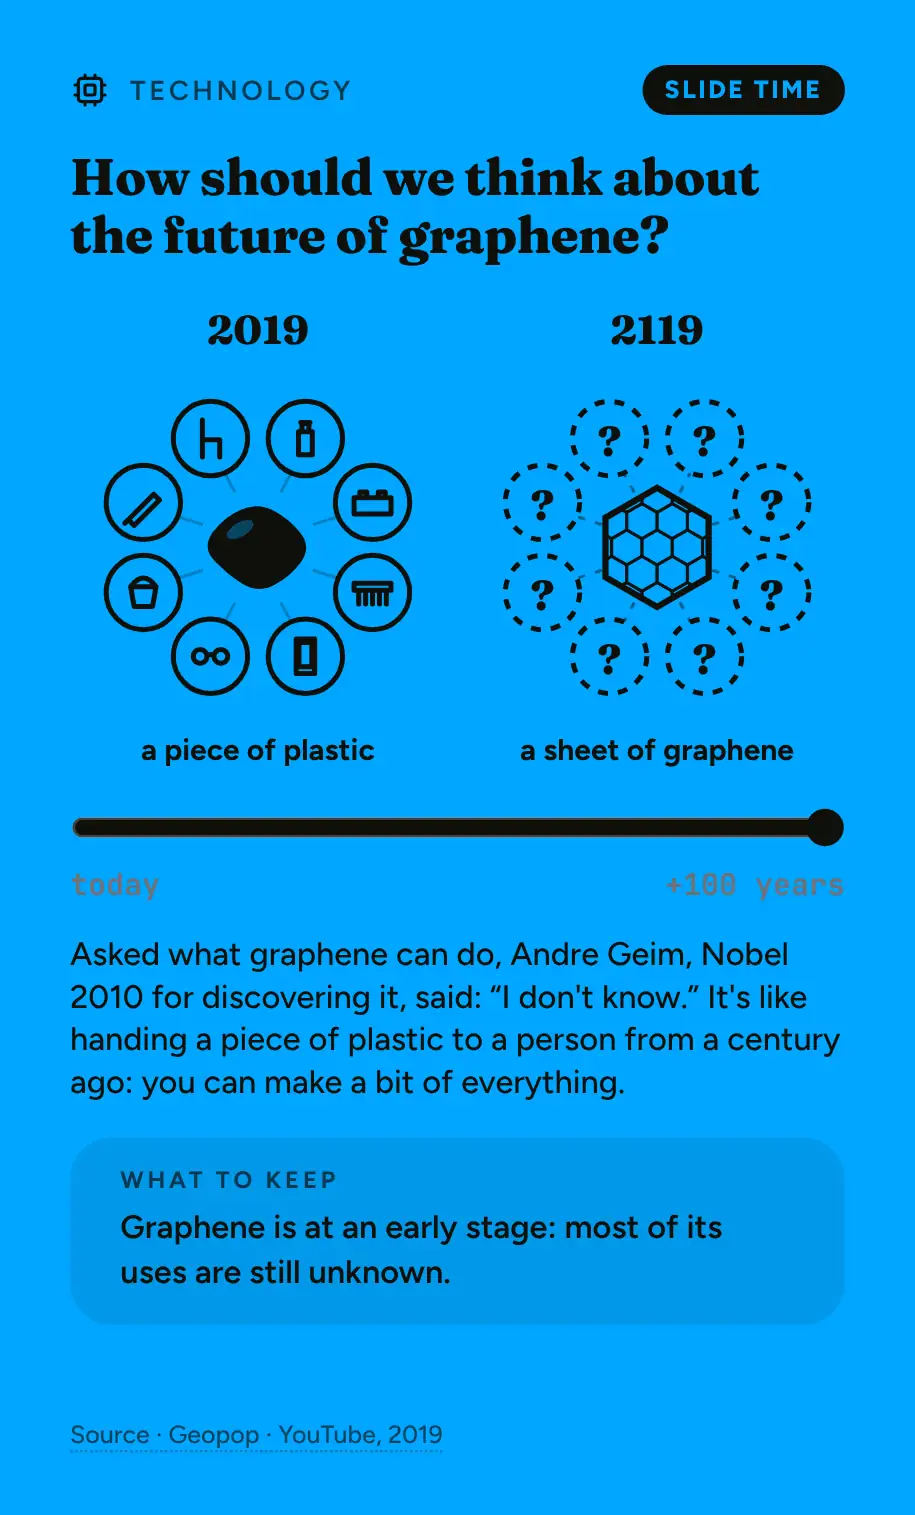 TECHNOLOGY
SLIDE TIME
How should we think about
the future of graphene?
2019
2119
? ?
? ?
? ?
? ?
a piece of plastic
a sheet of graphene
today
+100 years
Asked what graphene can do, Andre Geim, Nobel
2010 for discovering it, said: “I don't know.” It's like
handing a piece of plastic to a person from a century
ago: you can make a bit of everything.
WHAT TO KEEP
Graphene is at an early stage: most of its
uses are still unknown.
Source · Geopop · YouTube, 2019